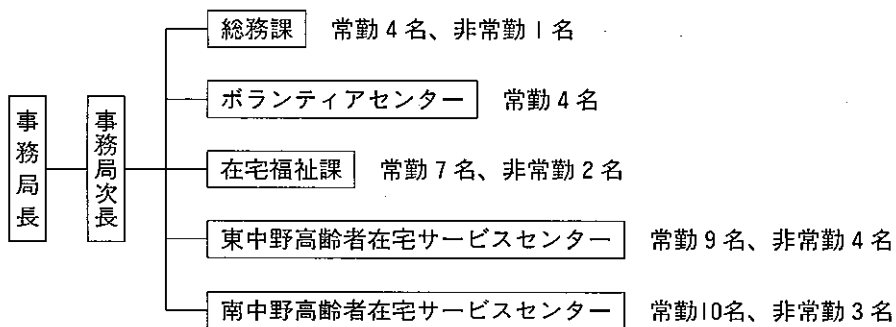 総務課 常勤4名、非常勤1名
ボランティアセンター 常勤4名
事務局長
事務局次長
在宅福祉課 常勤7名、非常勤2名
東中野高齢者在宅サービスセンター 常勤9名、非常勤4名
南中野高齢者在宅サービスセンター 常勤10名、非常勤3名